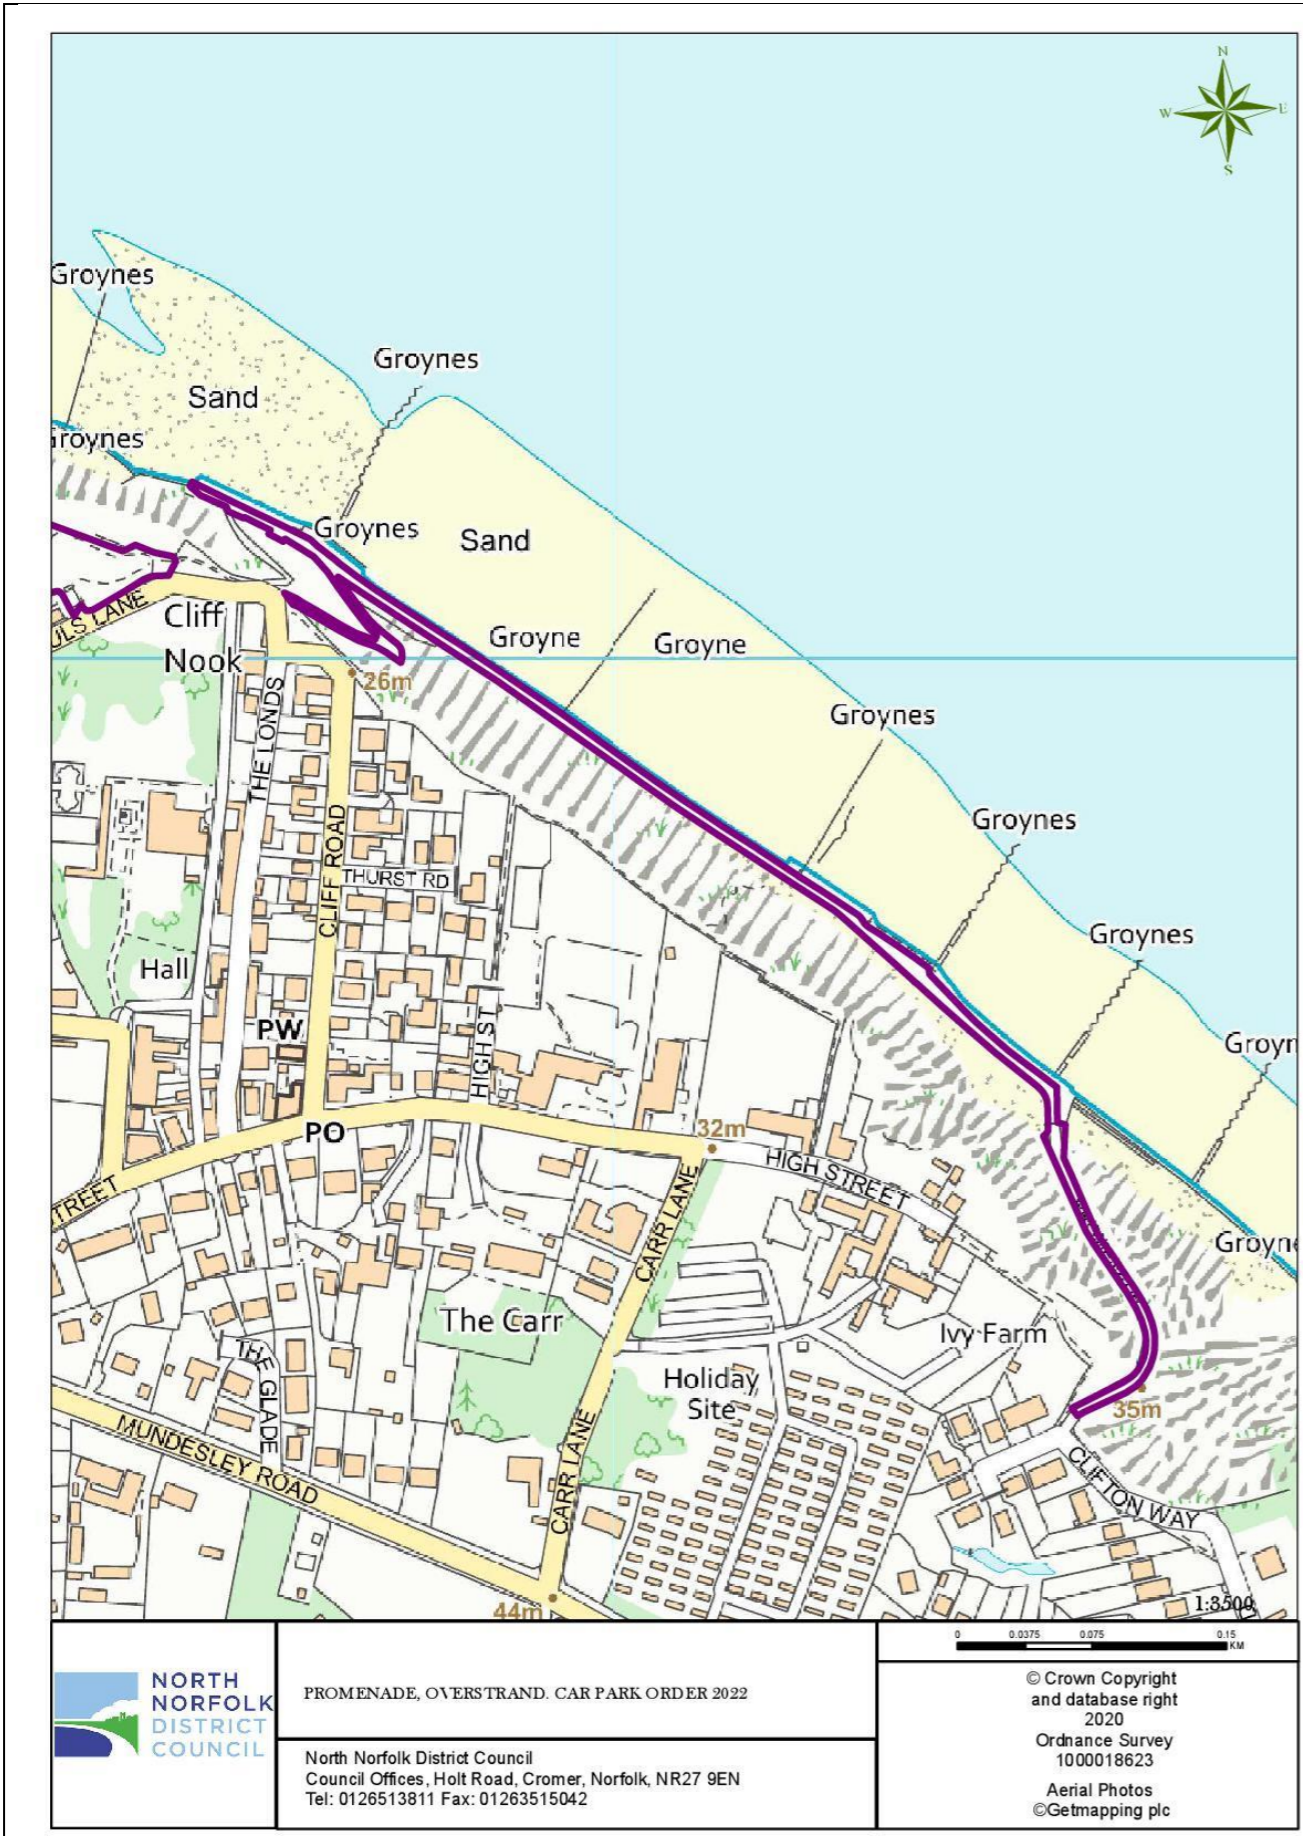 N
W
E
S
Groynes
Groynes
Sand
Groynes
Groynes
Sand
Cliff
Nook
Groyne
Groyne
26m
THE LONDS
Groynes
CLIFF ROAD
THURST RD
Groynes
Groynes
Hall
PW
HIGH ST
PO
32m
HIGH STREET
CARR LANE
The Carr
Ivy Farm
THE GLADE
Holiday
Site
35m
MUNDESLEY ROAD
CARR LANE
CLIFTON WAY
44m
1:3500
0 0.0375 0.075 0.15
KM
NORTH
NORFOLK
DISTRICT
COUNCIL
PROMENADE, OVERSTRAND. CAR PARK ORDER 2022
North Norfolk District Council
Council Offices, Holt Road, Cromer, Norfolk, NR27 9EN
Tel: 0126513811 Fax: 01263515042
© Crown Copyright
and database right
2020
Ordnance Survey
1000018623
Aerial Photos
©Getmapping plc